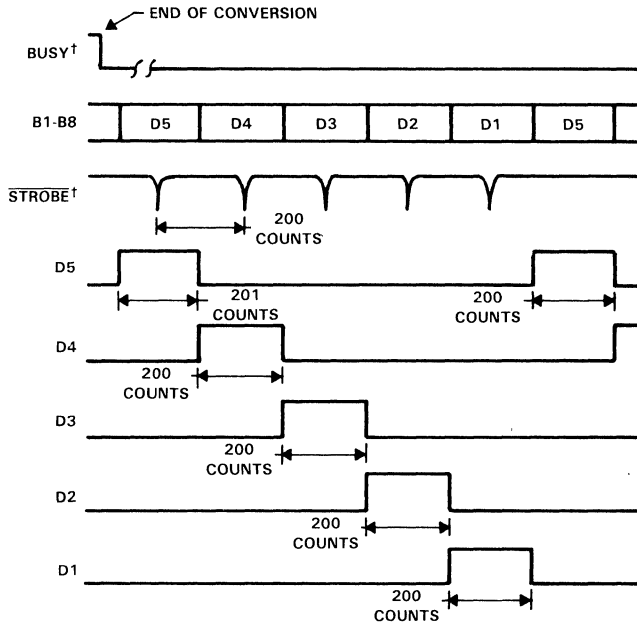 END OF CONVERSION
BUSY†
B1-B8 D5 D4 D3 D2 D1 D5
STROBE†
200
COUNTS
D5
201
COUNTS
200
COUNTS
D4
200
COUNTS
D3
200
COUNTS
D2
200
COUNTS
D1
200
COUNTS